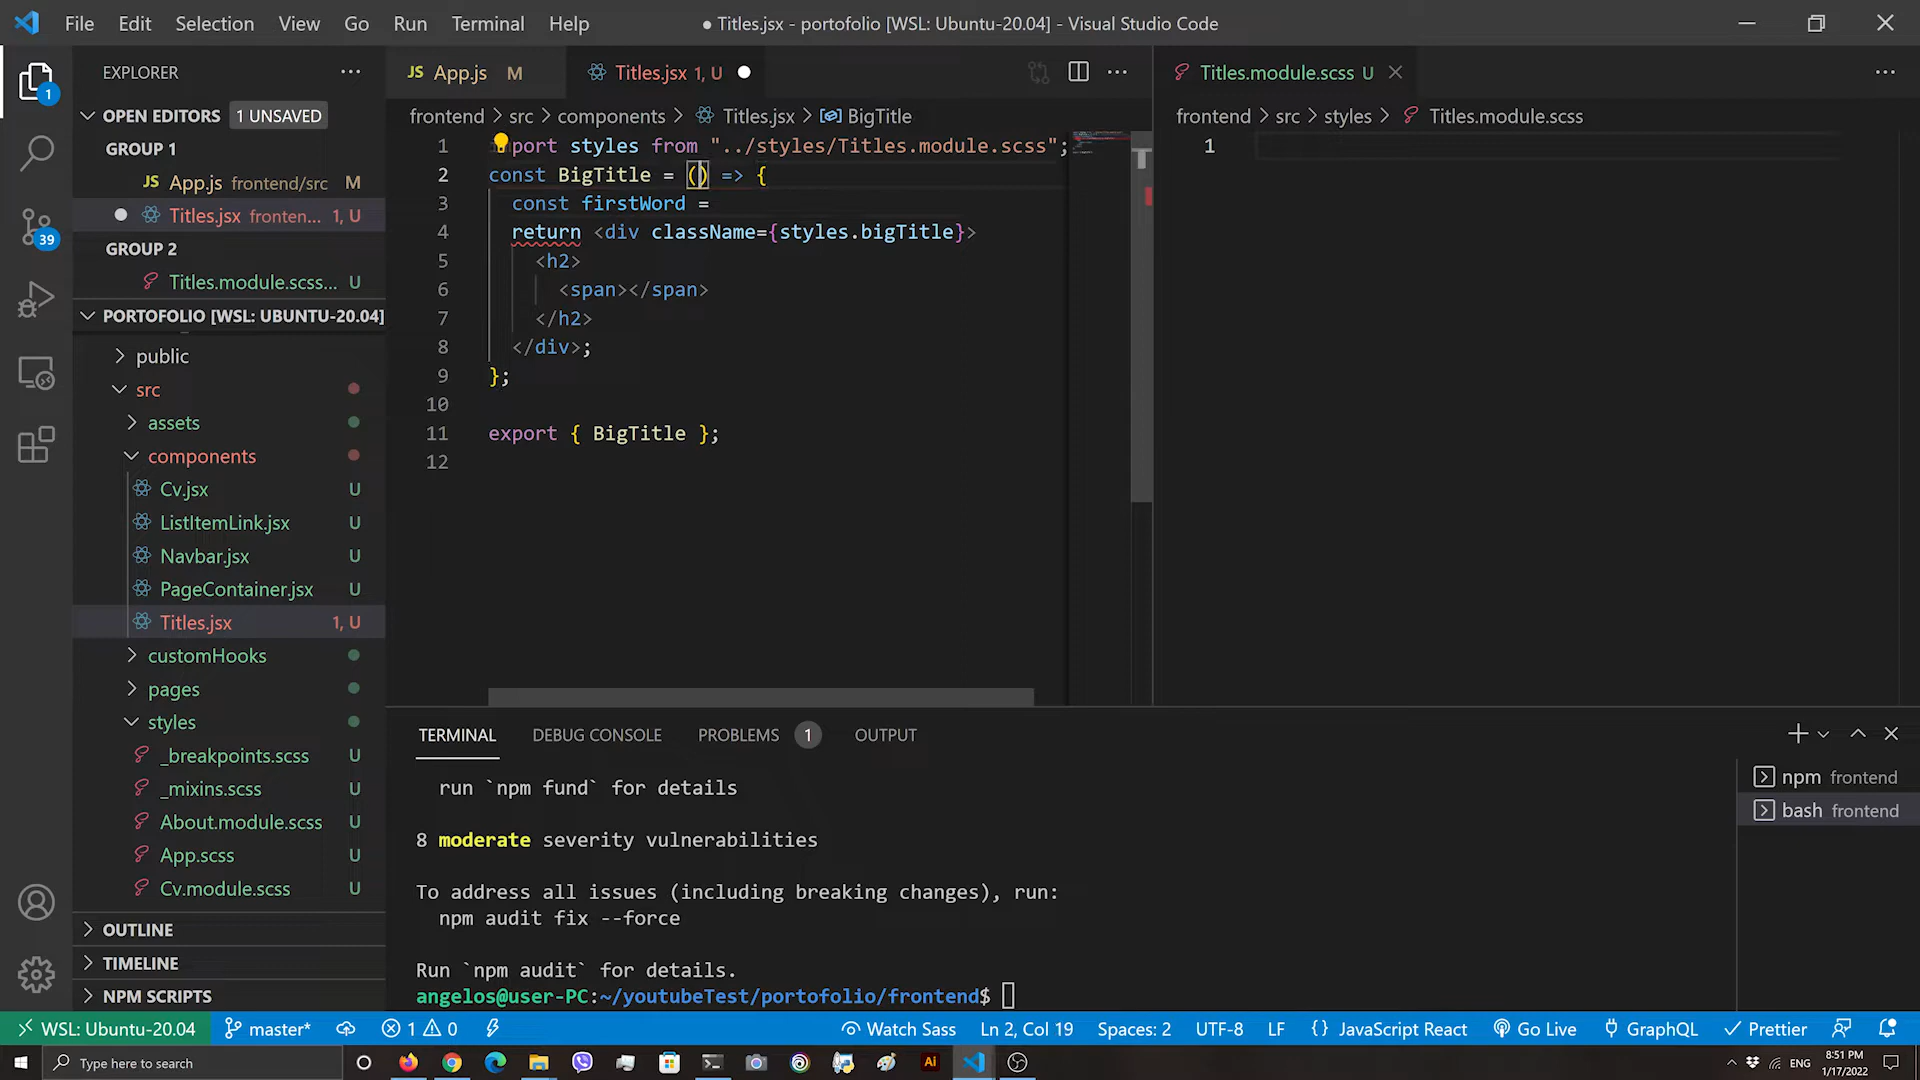 File Edit Selection View Go Run Terminal Help
● Titles.jsx - portofolio [WSL: Ubuntu-20.04] - Visual Studio Code
EXPLORER
OPEN EDITORS 1 UNSAVED
GROUP 1
JS App.js frontend/src M
Titles.jsx fronten... 1, U
GROUP 2
Titles.module.scss... U
PORTOFOLIO [WSL: UBUNTU-20.04]
public
src
assets
components
Cv.jsx U
ListItemLink.jsx U
Navbar.jsx U
PageContainer.jsx U
Titles.jsx 1, U
customHooks
pages
styles
_breakpoints.scss U
_mixins.scss U
About.module.scss U
App.scss U
Cv.module.scss U
OUTLINE
TIMELINE
NPM SCRIPTS
1
39
JS App.js M
Titles.jsx 1, U
frontend > src > components > Titles.jsx > BigTitle
1 port styles from "../styles/Titles.module.scss";
2 const BigTitle = () => {
3 const firstWord =
4 return <div className={styles.bigTitle}>
5 <h2>
6 <span></span>
7 </h2>
8 </div>;
9 };
10
11 export { BigTitle };
12
Titles.module.scss U
frontend > src > styles > Titles.module.scss
1
TERMINAL DEBUG CONSOLE PROBLEMS 1 OUTPUT
run `npm fund` for details
8 moderate severity vulnerabilities
To address all issues (including breaking changes), run:
npm audit fix --force
Run `npm audit` for details.
angelos@user-PC:~/youtubeTest/portofolio/frontend$
npm frontend
bash frontend
WSL: Ubuntu-20.04 master* 1 0 Watch Sass Ln 2, Col 19 Spaces: 2 UTF-8 LF {} JavaScript React Go Live GraphQL Prettier
Type here to search
Ai
ENG
8:51 PM
1/17/2022